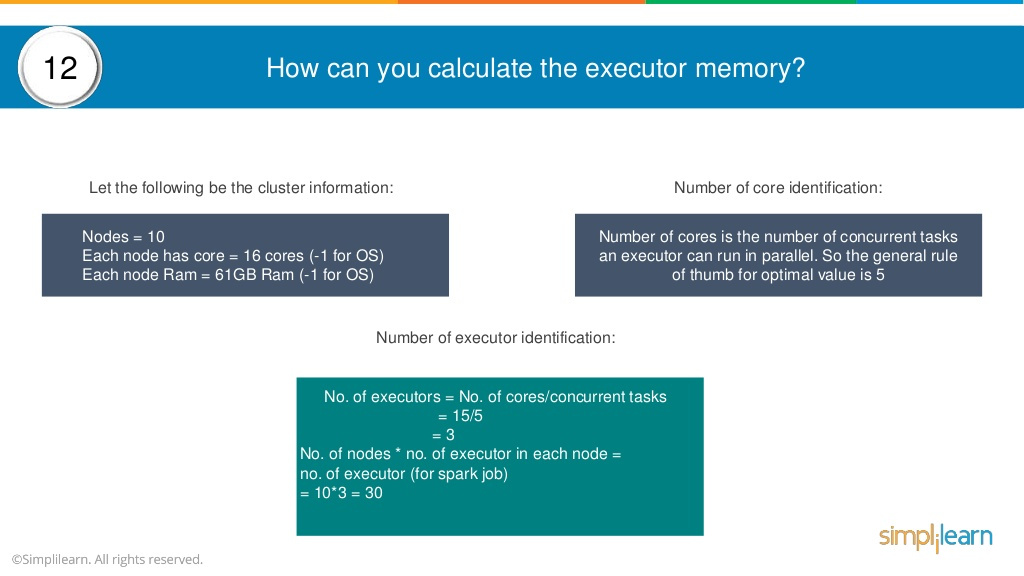 12
How can you calculate the executor memory?
Let the following be the cluster information:
Nodes = 10
Each node has core = 16 cores (-1 for OS)
Each node Ram = 61GB Ram (-1 for OS)
Number of core identification:
Number of cores is the number of concurrent tasks
an executor can run in parallel. So the general rule
of thumb for optimal value is 5
Number of executor identification:
No. of executors = No. of cores/concurrent tasks
= 15/5
= 3
No. of nodes * no. of executor in each node =
no. of executor (for spark job)
= 10*3 = 30
©Simplilearn. All rights reserved.
simplilearn